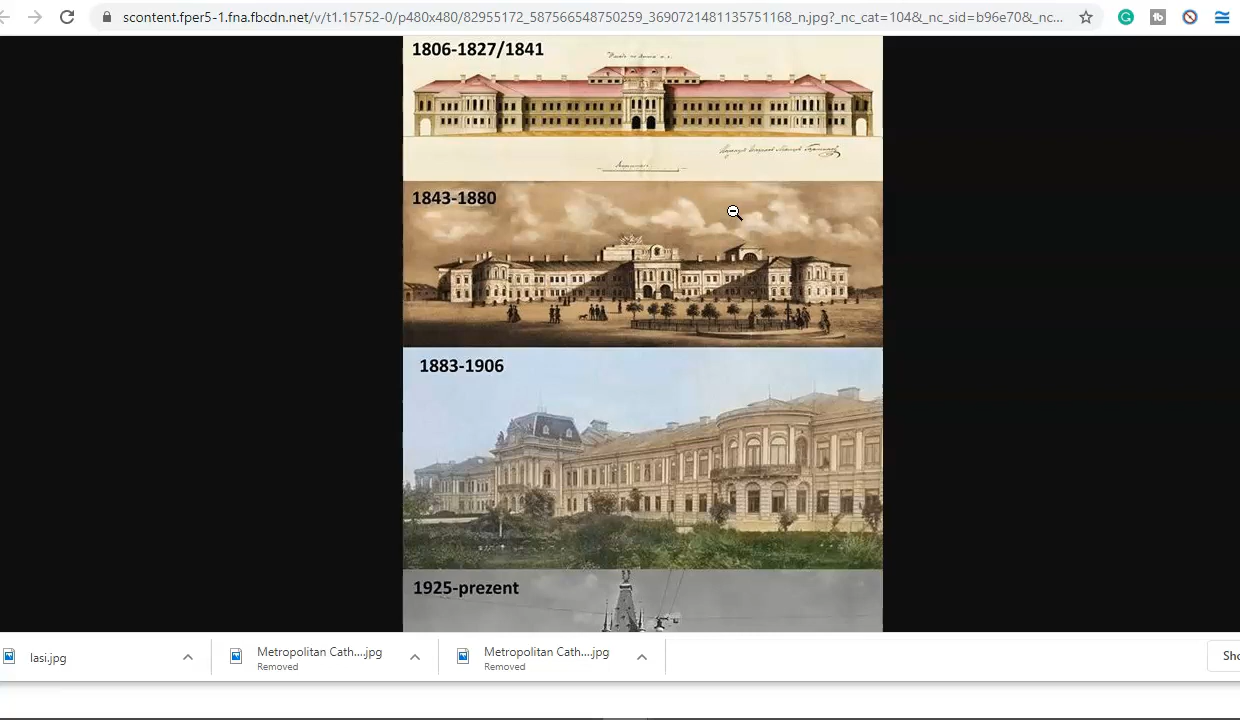 scontent.fper5-1.fna.fbcdn.net/v/t1.15752-0/p480x480/82955172_587566548750259_3690721481135751168_n.jpg?_nc_cat=104&_nc_sid=b96e70&_nc...
1806-1827/1841
1843-1880
1883-1906
1925-prezent
Iasi.jpg
Metropolitan Cath....jpg
Removed
Metropolitan Cath....jpg
Removed
Sho